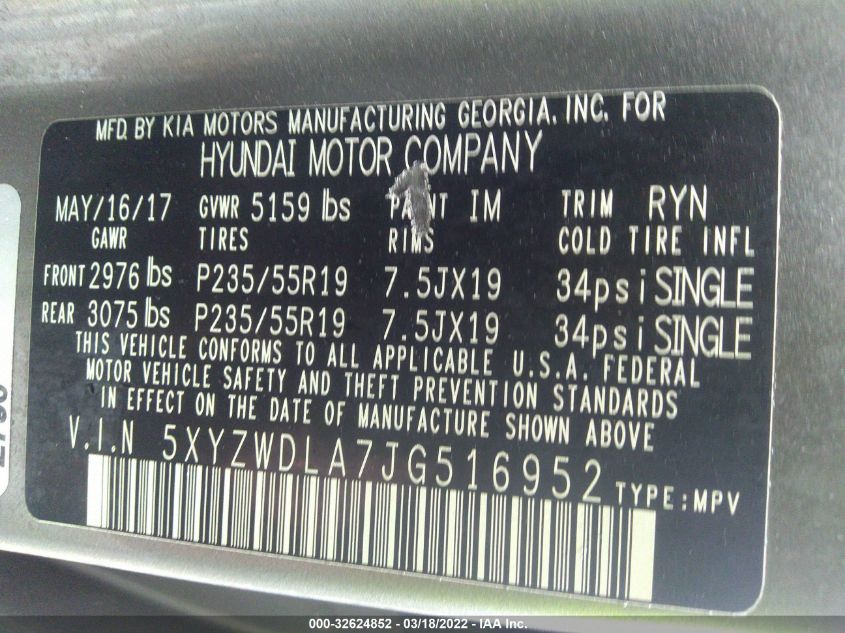 MFD. BY KIA MOTORS MANUFACTURING GEORGIA, INC. FOR
HYUNDAI MOTOR COMPANY
MAY/16/17 GVWR 5159 lbs PAINT IM TRIM RYN
GAWR TIRES RIMS COLD TIRE INFL
FRONT 2976 lbs P235/55R19 7.5JX19 34psi SINGLE
REAR 3075 lbs P235/55R19 7.5JX19 34psi SINGLE
THIS VEHICLE CONFORMS TO ALL APPLICABLE U.S.A. FEDERAL
MOTOR VEHICLE SAFETY AND THEFT PREVENTION STANDARDS
IN EFFECT ON THE DATE OF MANUFACTURE SHOWN ABOVE
V.I.N 5XYZWDLA7JG516952 TYPE:MPV
000-32624852 / 03/18/2022 - IAA Inc.